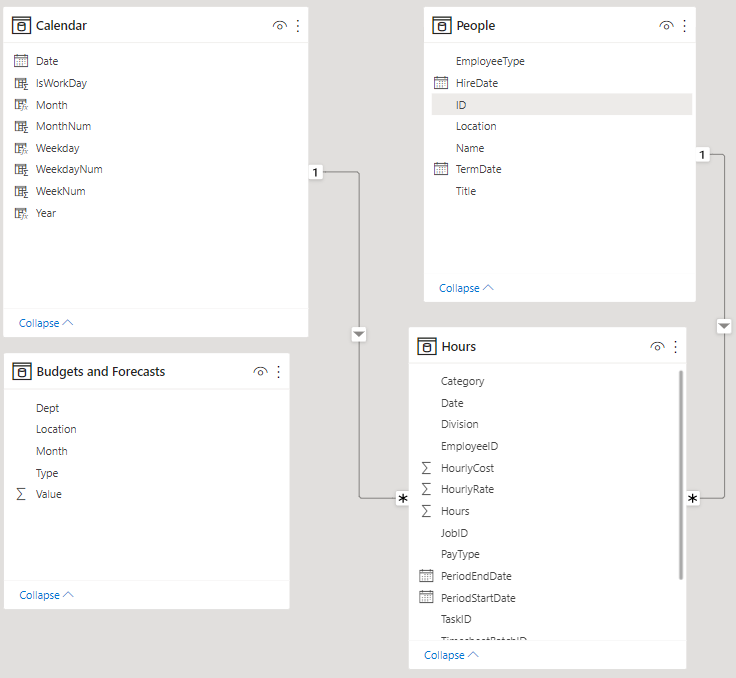 Calendar
Date
IsWorkDay
Month
MonthNum
Weekday
WeekdayNum
WeekNum
Year
Collapse
People
EmployeeType
HireDate
ID
Location
Name
TermDate
Title
Collapse
1
1
Budgets and Forecasts
Dept
Location
Month
Type
Value
Collapse
Hours
Category
Date
Division
EmployeeID
HourlyCost
HourlyRate
Hours
JobID
PayType
PeriodEndDate
PeriodStartDate
TaskID
Collapse
*
*